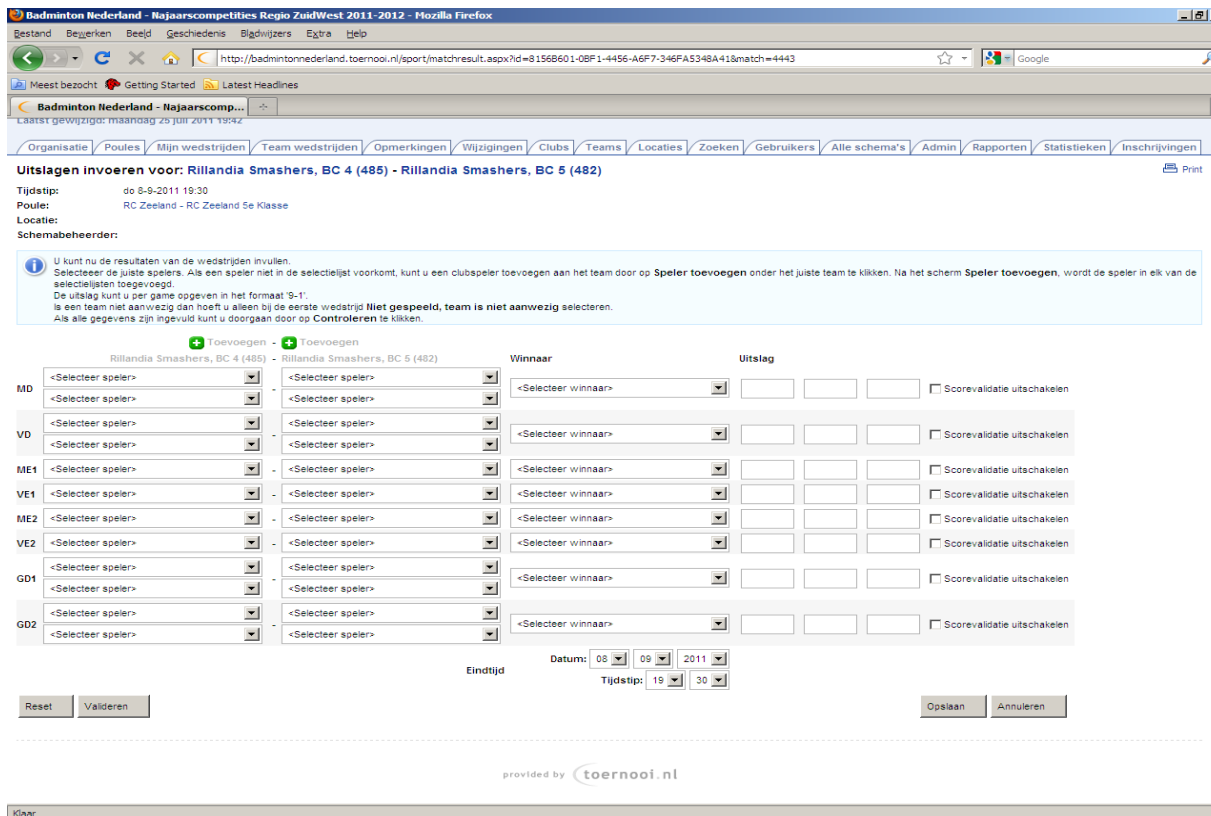 Badminton Nederland - Najaarscompetities Regio ZuidWest 2011-2012 - Mozilla Firefox
Bestand Bewerken Beeld Geschiedenis Bladwijzers Extra Help
http://badmintonnederland.toernooi.nl/sport/matchresult.aspx?id=8156B601-0BF1-4456-A6F7-346FA5348A41&match=4443 Google
Meest bezocht Getting Started Latest Headlines
Badminton Nederland - Najaarscomp...
Laatst gewijzigd: maandag 25 juli 2011 19:42
Organisatie Poules Mijn wedstrijden Team wedstrijden Opmerkingen Wijzigingen Clubs Teams Locaties Zoeken Gebruikers Alle schema's Admin Rapporten Statistieken Inschrijvingen
Uitslagen invoeren voor: Rillandia Smashers, BC 4 (485) - Rillandia Smashers, BC 5 (482) Print
Tijdstip: do 8-9-2011 19:30
Poule: RC Zeeland - RC Zeeland 5e Klasse
Locatie:
Schemabeheerder:
U kunt nu de resultaten van de wedstrijden invullen.
Selecteeer de juiste spelers. Als een speler niet in de selectielijst voorkomt, kunt u een clubspeler toevoegen aan het team door op Speler toevoegen onder het juiste team te klikken. Na het scherm Speler toevoegen, wordt de speler in elk van de
selectielijsten toegevoegd.
De uitslag kunt u per game opgeven in het formaat '9-1'.
Is een team niet aanwezig dan hoeft u alleen bij de eerste wedstrijd Niet gespeeld, team is niet aanwezig selecteren.
Als alle gegevens zijn ingevuld kunt u doorgaan door op Controleren te klikken.
Toevoegen - Toevoegen
Rillandia Smashers, BC 4 (485) - Rillandia Smashers, BC 5 (482) Winnaar Uitslag
MD <Selecteer speler> - <Selecteer speler> <Selecteer winnaar> Scorevalidatie uitschakelen
<Selecteer speler> <Selecteer speler>
VD <Selecteer speler> - <Selecteer speler> <Selecteer winnaar> Scorevalidatie uitschakelen
<Selecteer speler> <Selecteer speler>
ME1 <Selecteer speler> - <Selecteer speler> <Selecteer winnaar> Scorevalidatie uitschakelen
VE1 <Selecteer speler> - <Selecteer speler> <Selecteer winnaar> Scorevalidatie uitschakelen
ME2 <Selecteer speler> - <Selecteer speler> <Selecteer winnaar> Scorevalidatie uitschakelen
VE2 <Selecteer speler> - <Selecteer speler> <Selecteer winnaar> Scorevalidatie uitschakelen
GD1 <Selecteer speler> - <Selecteer speler> <Selecteer winnaar> Scorevalidatie uitschakelen
<Selecteer speler> <Selecteer speler>
GD2 <Selecteer speler> - <Selecteer speler> <Selecteer winnaar> Scorevalidatie uitschakelen
<Selecteer speler> <Selecteer speler>
Eindtijd Datum: 08 09 2011
Tijdstip: 19 30
Reset Valideren Opslaan Annuleren
provided by toernooi.nl
Klaar